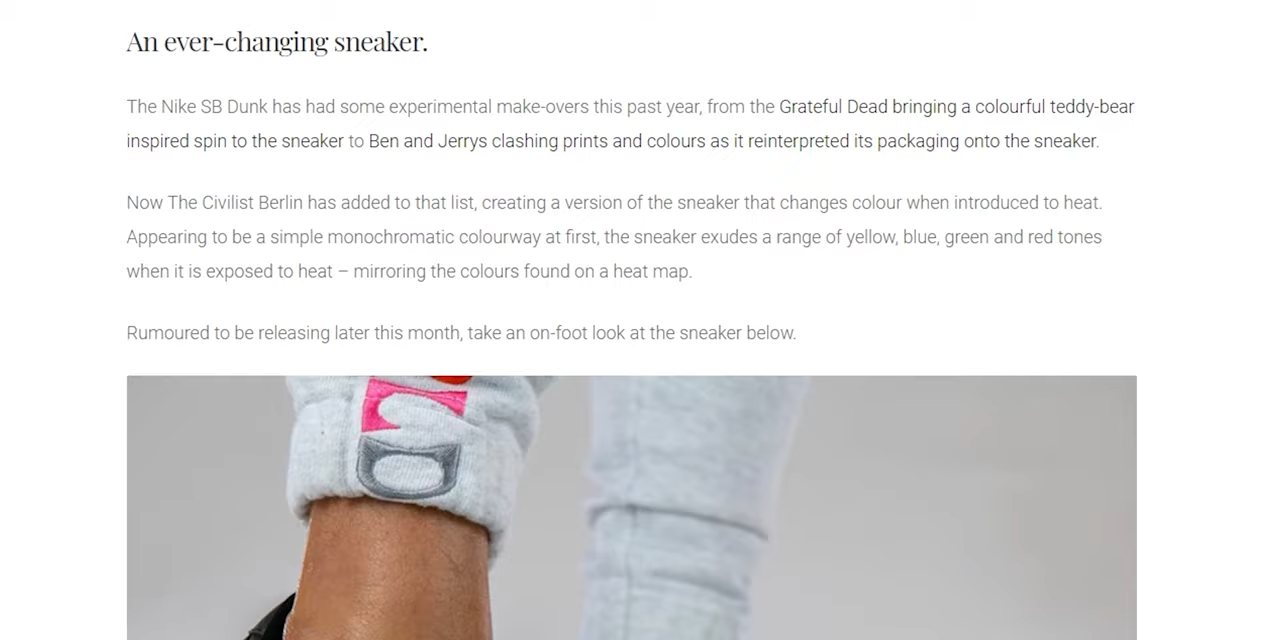 An ever-changing sneaker.
The Nike SB Dunk has had some experimental make-overs this past year, from the Grateful Dead bringing a colourful teddy-bear
inspired spin to the sneaker to Ben and Jerrys clashing prints and colours as it reinterpreted its packaging onto the sneaker.
Now The Civilist Berlin has added to that list, creating a version of the sneaker that changes colour when introduced to heat.
Appearing to be a simple monochromatic colourway at first, the sneaker exudes a range of yellow, blue, green and red tones
when it is exposed to heat – mirroring the colours found on a heat map.
Rumoured to be releasing later this month, take an on-foot look at the sneaker below.